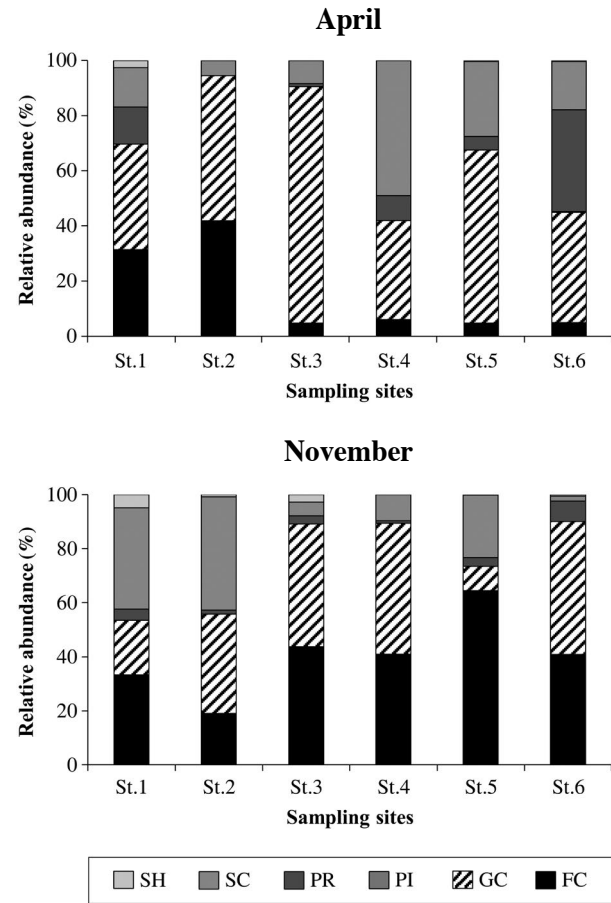 April
Relative abundance (%)
100
80
60
40
20
0
St.1 St.2 St.3 St.4 St.5 St.6
Sampling sites
November
Relative abundance (%)
100
80
60
40
20
0
St.1 St.2 St.3 St.4 St.5 St.6
Sampling sites
SH SC PR PI GC FC